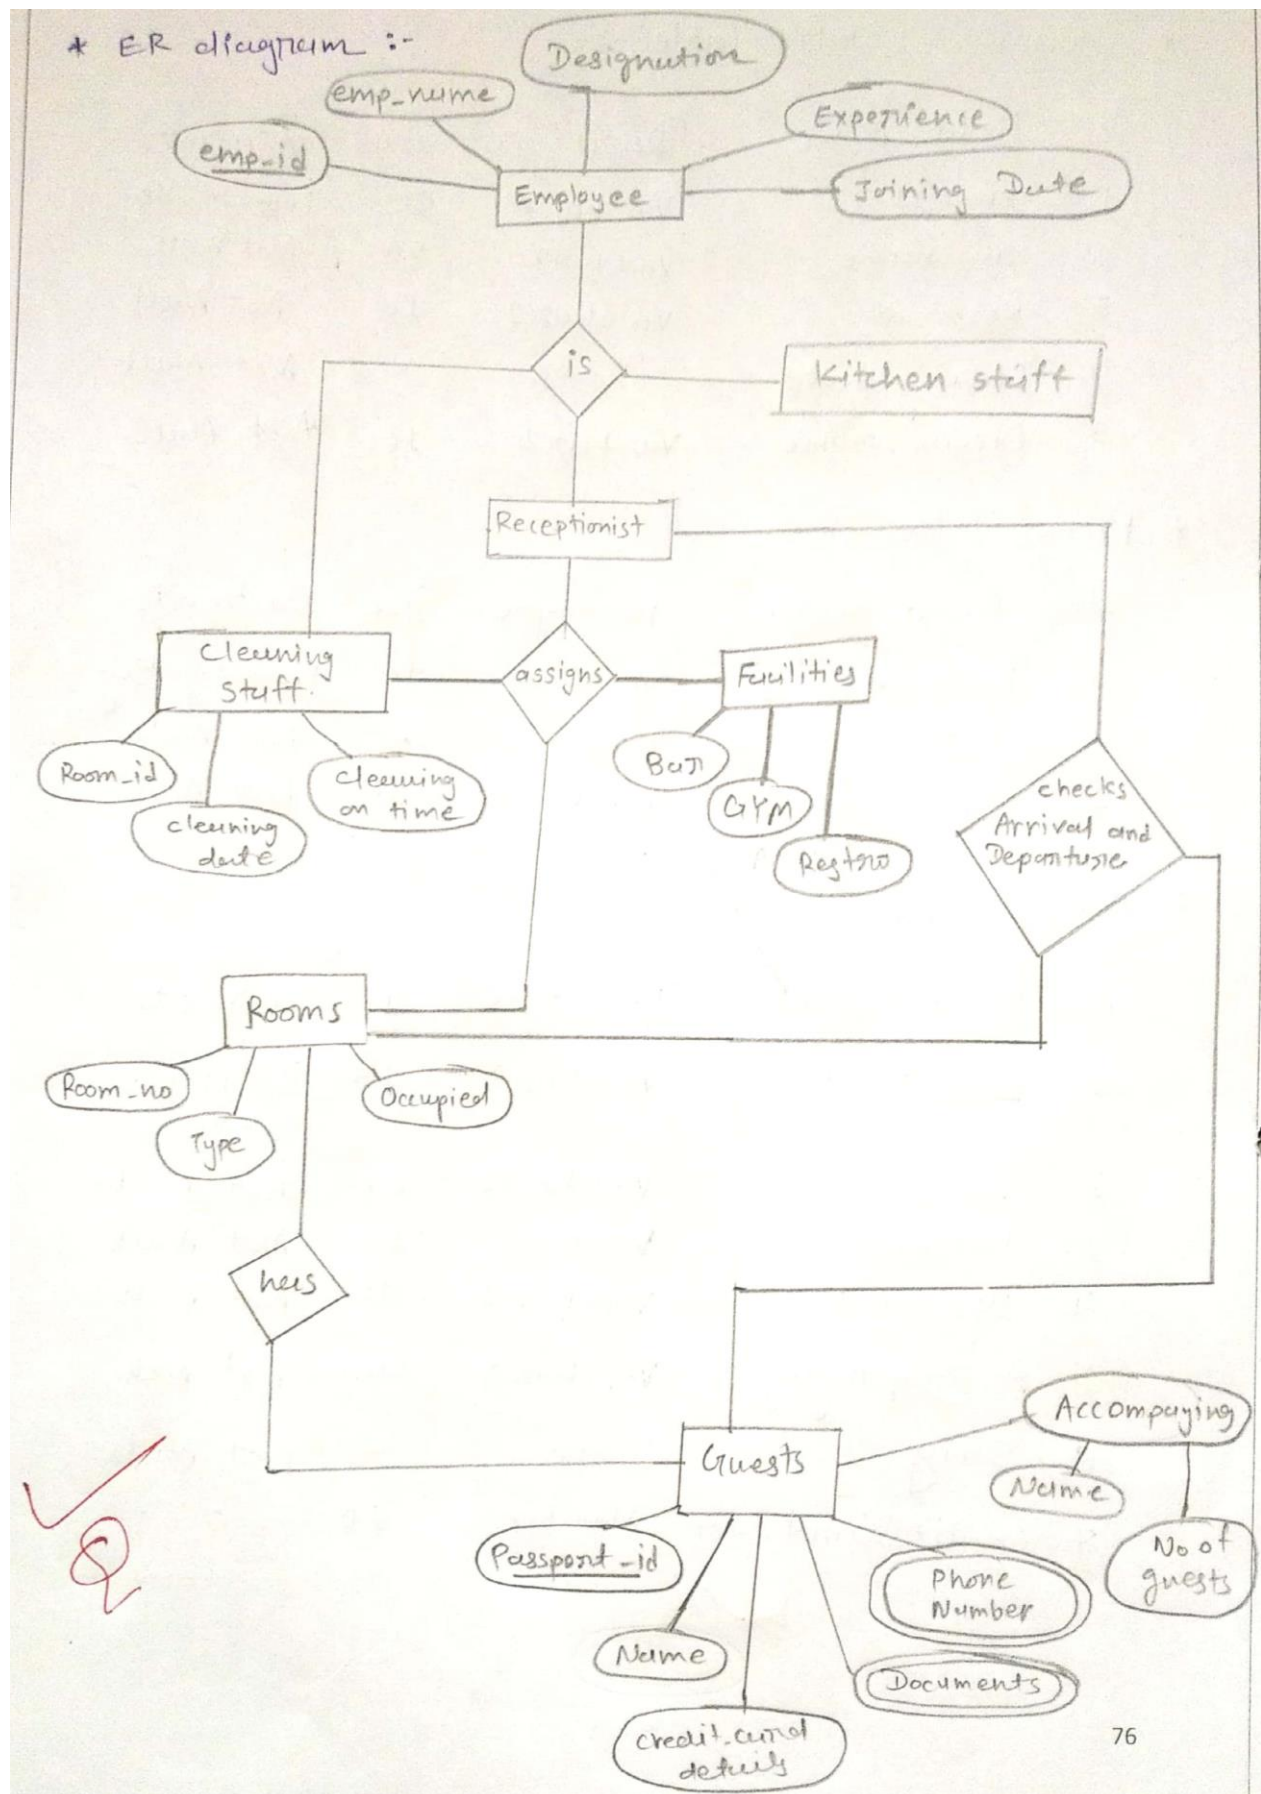 * ER diagram :-
Designation
emp_name
Experience
emp_id
Joining Date
Employee
is
Kitchen staff
Receptionist
Cleaning
staff.
assigns
Facilities
Room_id
cleaning
date
Cleaning
on time
Bar
GYM
Restro
checks
Arrival and
Departure
Rooms
Room_no
Type
Occupied
has
Guests
Accompaying
Name
No of
guests
Passport_id
Name
Phone
Number
Documents
credit_card
details
76